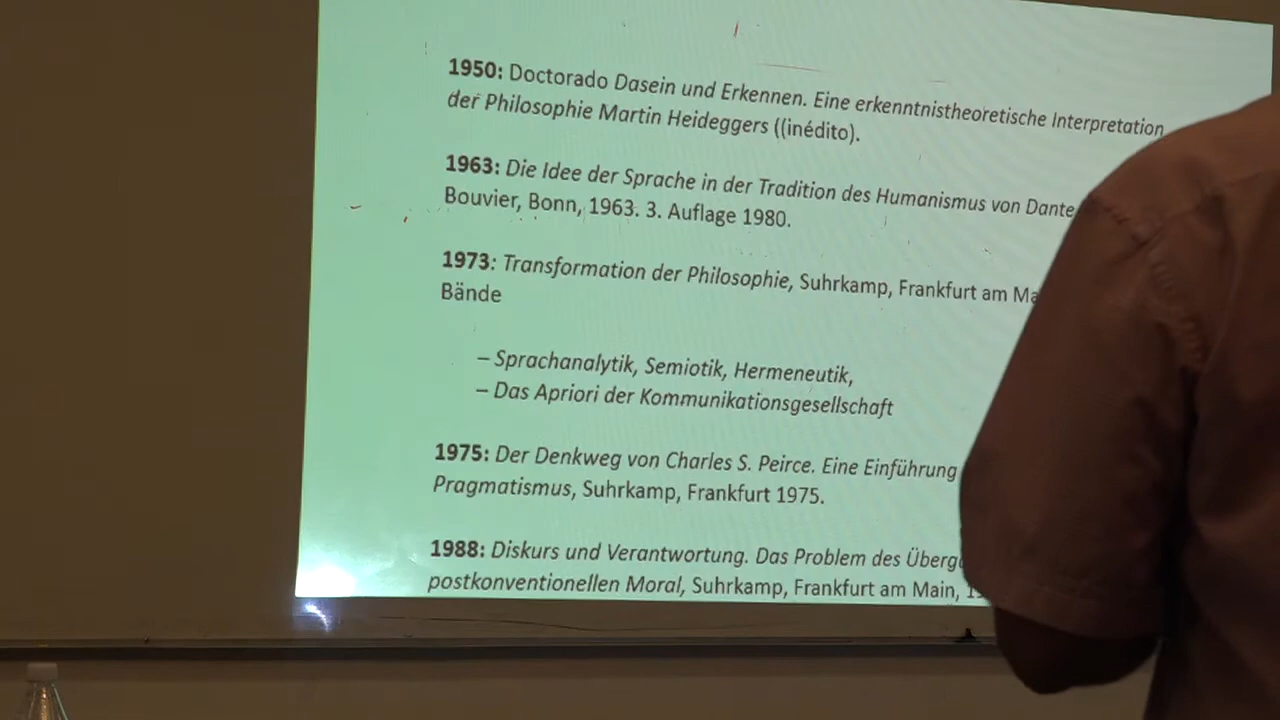 1950: Doctorado Dasein und Erkennen. Eine erkenntnistheoretische Interpretation
der Philosophie Martin Heideggers ((inédito).
1963: Die Idee der Sprache in der Tradition des Humanismus von Dante
Bouvier, Bonn, 1963. 3. Auflage 1980.
1973: Transformation der Philosophie, Suhrkamp, Frankfurt am
Bände
– Sprachanalytik, Semiotik, Hermeneutik,
– Das Apriori der Kommunikationsgesellschaft
1975: Der Denkweg von Charles S. Peirce. Eine Einführung
Pragmatismus, Suhrkamp, Frankfurt 1975.
1988: Diskurs und Verantwortung. Das Problem des
postkonventionellen Moral, Suhrkamp, Frankfurt am Main,